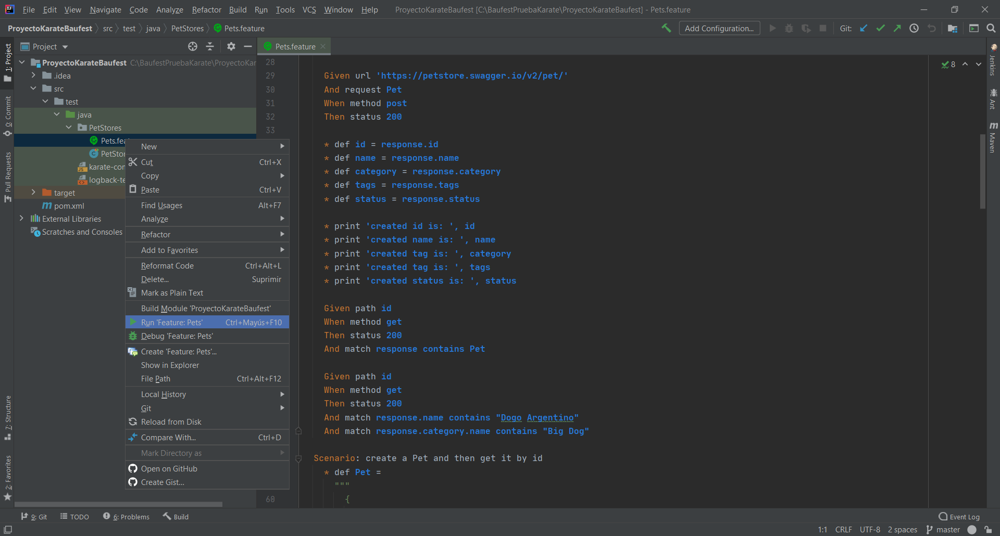 File Edit View Navigate Code Analyze Refactor Build Run Tools VCS Window Help ProyectoKarateBaufest [C:\BaufestPruebaKarate\ProyectoKarateBaufest] - Pets.feature
ProyectoKarateBaufest src test java PetStores Pets.feature Add Configuration... Git:
Project
Pets.feature
ProyectoKarateBaufest C:\BaufestPruebaKarate\ProyectoKar
.idea
src
test
java
PetStores
Pets.fea
PetStor
karate-con
logback-te
target
pom.xml
External Libraries
Scratches and Consoles
1: Project
0: Commit
Pull Requests
7: Structure
2: Favorites
New
Cut Ctrl+X
Copy
Paste Ctrl+V
Find Usages Alt+F7
Analyze
Refactor
Add to Favorites
Reformat Code Ctrl+Alt+L
Delete... Suprimir
Mark as Plain Text
Build Module 'ProyectoKarateBaufest'
Run 'Feature: Pets' Ctrl+Mayús+F10
Debug 'Feature: Pets'
Create 'Feature: Pets'...
Show in Explorer
File Path Ctrl+Alt+F12
Local History
Git
Reload from Disk
Compare With... Ctrl+D
Mark Directory as
Open on GitHub
Create Gist...
28
29 Given url 'https://petstore.swagger.io/v2/pet/'
30 And request Pet
31 When method post
32 Then status 200
33
* def id = response.id
* def name = response.name
* def category = response.category
* def tags = response.tags
* def status = response.status
* print 'created id is: ', id
* print 'created name is: ', name
* print 'created tag is: ', category
* print 'created tag is: ', tags
* print 'created status is: ', status
Given path id
When method get
Then status 200
And match response contains Pet
Given path id
When method get
Then status 200
And match response.name contains "Dogo Argentino"
And match response.category.name contains "Big Dog"
Scenario: create a Pet and then get it by id
* def Pet =
"""
60 {
8
Jenkins
Ant
Maven
9: Git TODO 6: Problems Build Event Log
1:1 CRLF UTF-8 2 spaces master